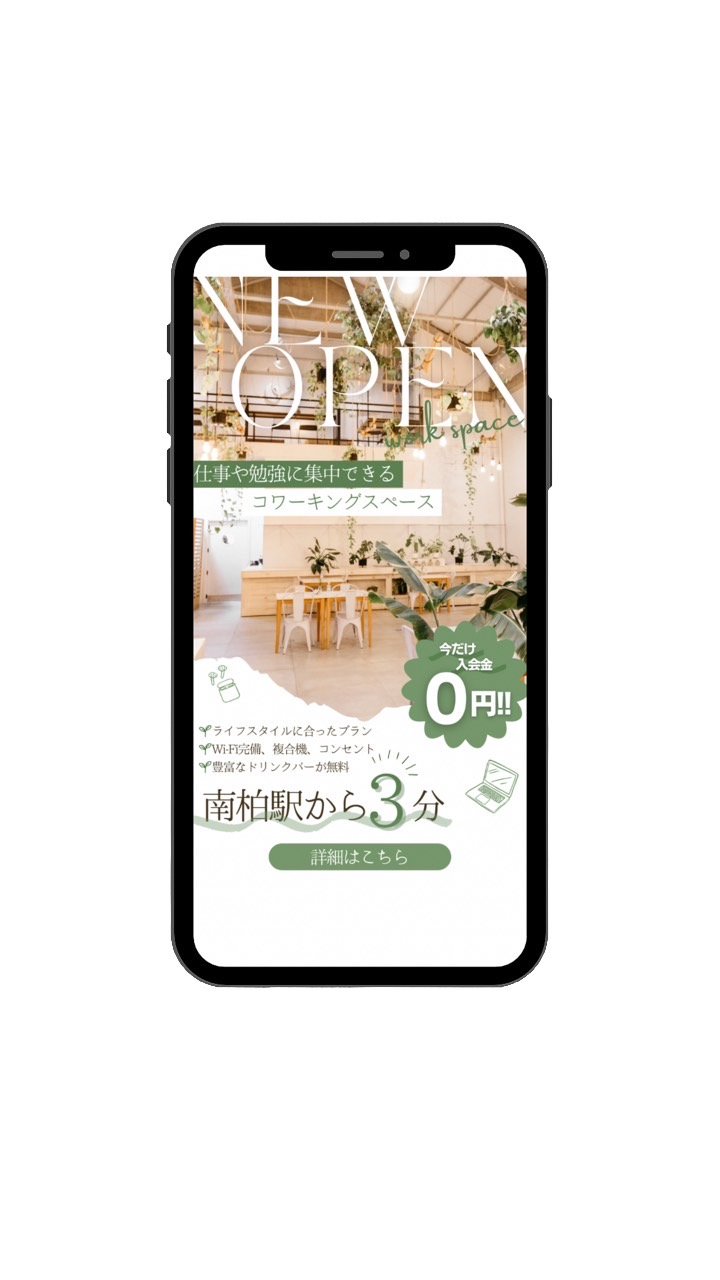 NEW
OPEN
work space
仕事や勉強に集中できる
コワーキングスペース
今だけ
入会金
0円!!
ライフスタイルに合ったプラン
Wi-Fi完備、複合機、コンセント
豊富なドリンクバーが無料
南柏駅から3分
詳細はこちら